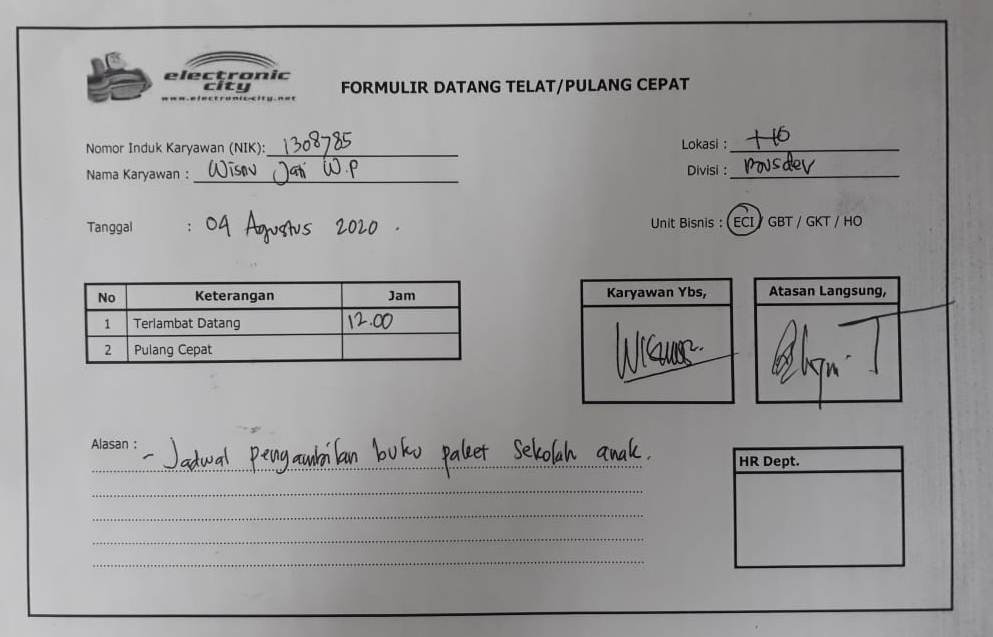 electronic
city
www.electronic-city.net
FORMULIR DATANG TELAT/PULANG CEPAT
Nomor Induk Karyawan (NIK): 1308785
Lokasi : HO
Nama Karyawan : Wisnu Jati W.P
Divisi :
Tanggal : 04 Agustus 2020 .
Unit Bisnis : ECI / GBT / GKT / HO
No Keterangan Jam
1 Terlambat Datang 12.00
2 Pulang Cepat
Karyawan Ybs,
Atasan Langsung,
Alasan : - Jadwal pengambilan buku paket sekolah anak.
HR Dept.